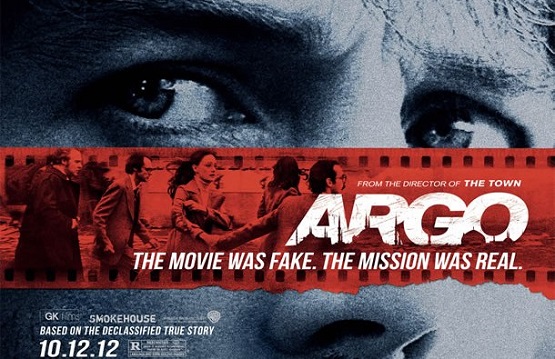 FROM THE DIRECTOR OF THE TOWN
ARGO
THE MOVIE WAS FAKE. THE MISSION WAS REAL.
GK films SMOKEHOUSE
BASED ON THE DECLASSIFIED TRUE STORY
10.12.12 R